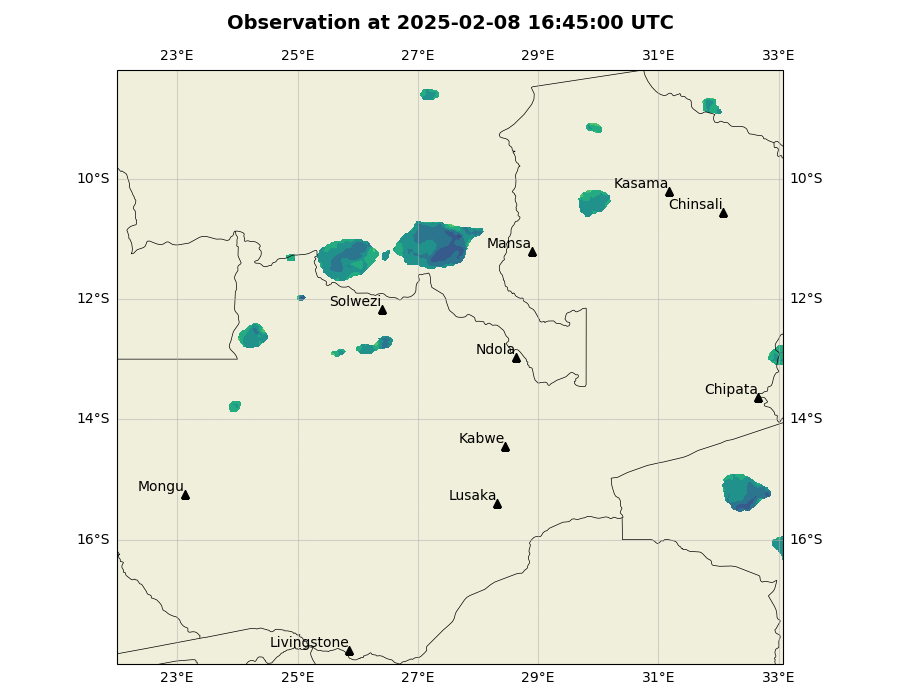 Observation at 2025-02-08 16:45:00 UTC
23°E 25°E 27°E 29°E 31°E 33°E
10°S 10°S
Kasama
Chinsali
Mansa
12°S 12°S
Solwezi
Ndola
Chipata
14°S 14°S
Kabwe
Mongu
Lusaka
16°S 16°S
Livingstone
23°E 25°E 27°E 29°E 31°E 33°E